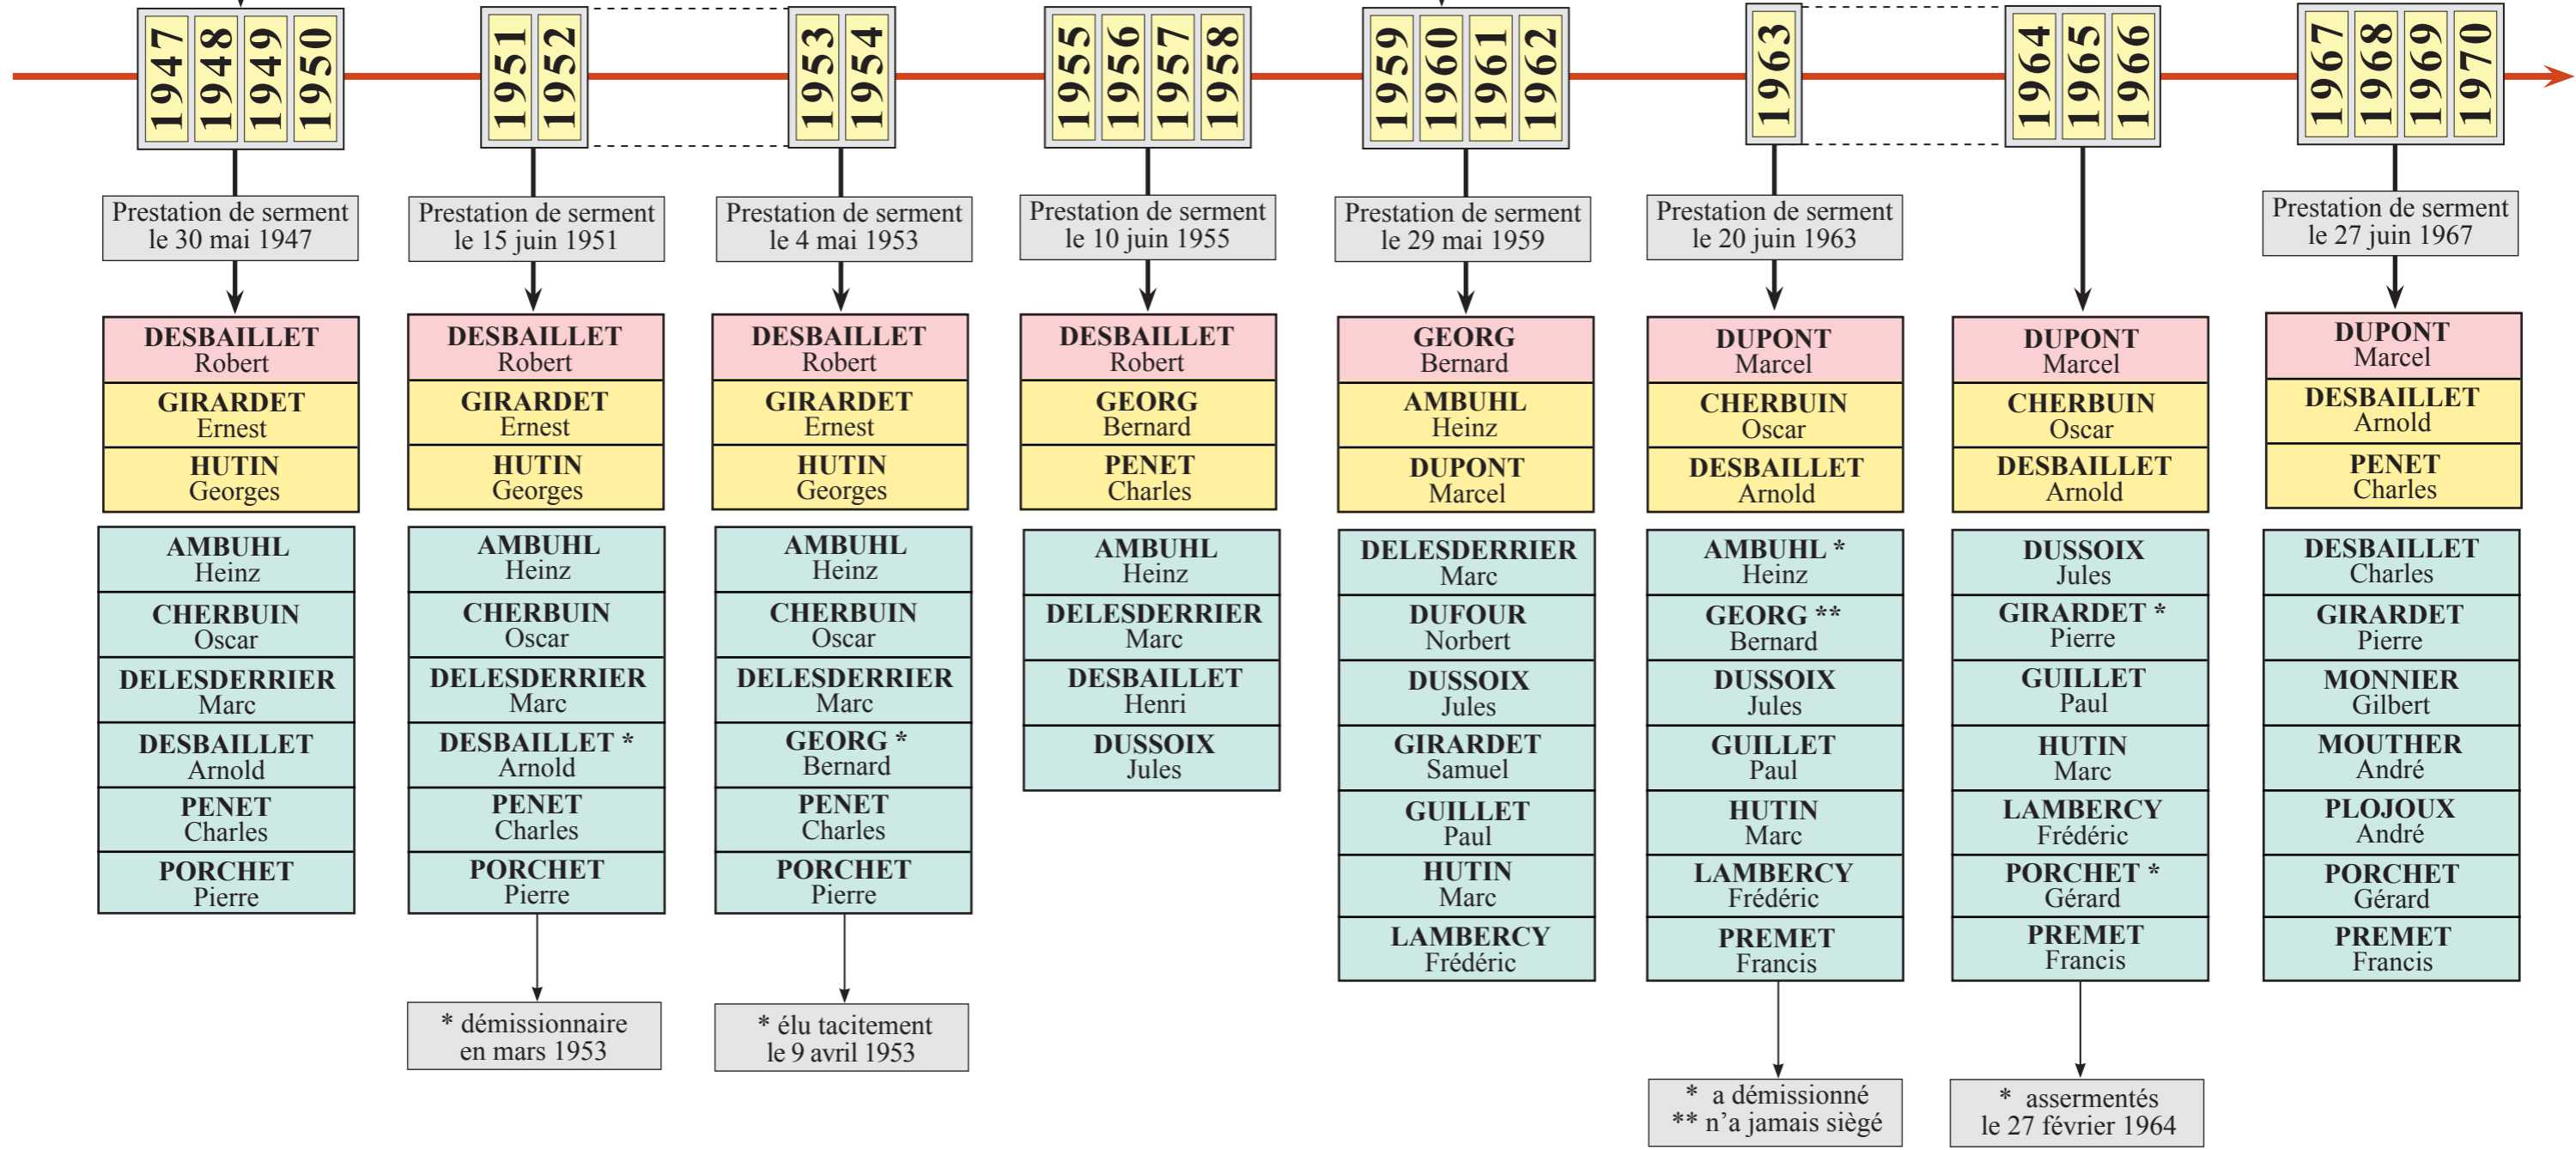 1947
1948
1949
1950
1951
1952
1953
1954
1955
1956
1957
1958
1959
1960
1961
1962
1963
1964
1965
1966
1967
1968
1969
1970
Prestation de serment
le 30 mai 1947
DESBAILLET
Robert
GIRARDET
Ernest
HUTIN
Georges
AMBUHL
Heinz
CHERBUIN
Oscar
DELESDERRIER
Marc
DESBAILLET
Arnold
PENET
Charles
PORCHET
Pierre
Prestation de serment
le 15 juin 1951
DESBAILLET
Robert
GIRARDET
Ernest
HUTIN
Georges
AMBUHL
Heinz
CHERBUIN
Oscar
DELESDERRIER
Marc
DESBAILLET *
Arnold
PENET
Charles
PORCHET
Pierre
* démissionnaire
en mars 1953
Prestation de serment
le 4 mai 1953
DESBAILLET
Robert
GIRARDET
Ernest
HUTIN
Georges
AMBUHL
Heinz
CHERBUIN
Oscar
DELESDERRIER
Marc
GEORG *
Bernard
PENET
Charles
PORCHET
Pierre
* élu tacitement
le 9 avril 1953
Prestation de serment
le 10 juin 1955
DESBAILLET
Robert
GEORG
Bernard
PENET
Charles
AMBUHL
Heinz
DELESDERRIER
Marc
DESBAILLET
Henri
DUSSOIX
Jules
Prestation de serment
le 29 mai 1959
GEORG
Bernard
AMBUHL
Heinz
DUPONT
Marcel
DELESDERRIER
Marc
DUFOUR
Norbert
DUSSOIX
Jules
GIRARDET
Samuel
GUILLET
Paul
HUTIN
Marc
LAMBERCY
Frédéric
Prestation de serment
le 20 juin 1963
DUPONT
Marcel
CHERBUIN
Oscar
DESBAILLET
Arnold
AMBUHL *
Heinz
GEORG **
Bernard
DUSSOIX
Jules
GUILLET
Paul
HUTIN
Marc
LAMBERCY
Frédéric
PREMET
Francis
* a démissionné
** n'a jamais siègé
DUPONT
Marcel
CHERBUIN
Oscar
DESBAILLET
Arnold
DUSSOIX
Jules
GIRARDET *
Pierre
GUILLET
Paul
HUTIN
Marc
LAMBERCY
Frédéric
PORCHET *
Gérard
PREMET
Francis
* assermentés
le 27 février 1964
Prestation de serment
le 27 juin 1967
DUPONT
Marcel
DESBAILLET
Arnold
PENET
Charles
DESBAILLET
Charles
GIRARDET
Pierre
MONNIER
Gilbert
MOUTHER
André
PLOJOUX
André
PORCHET
Gérard
PREMET
Francis